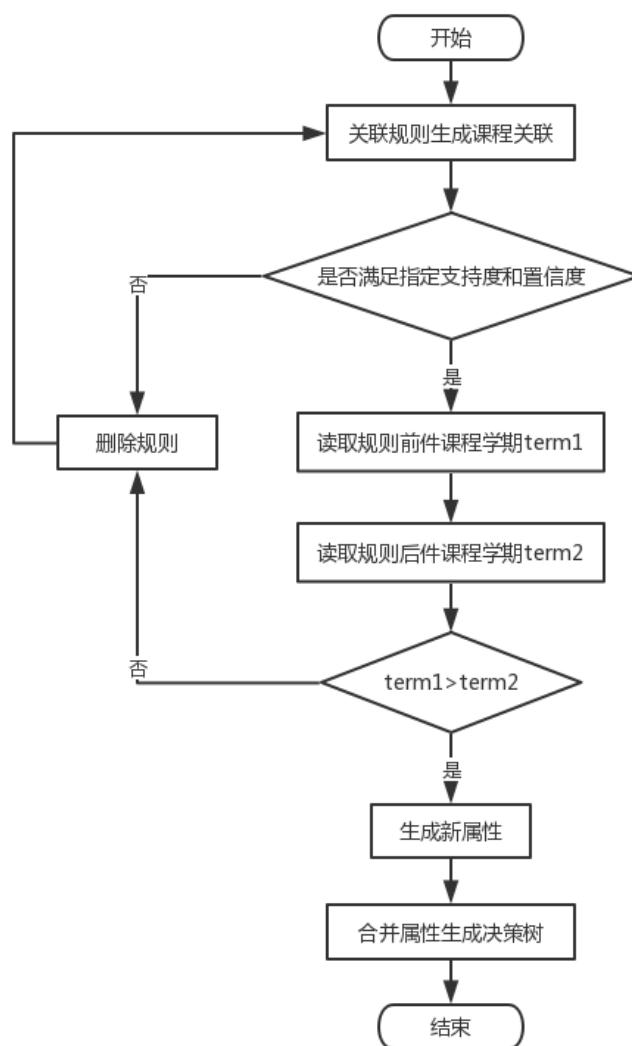 开始
关联规则生成课程关联
是否满足指定支持度和置信度
否
是
删除规则
读取规则前件课程学期term1
读取规则后件课程学期term2
否
term1>term2
是
生成新属性
合并属性生成决策树
结束